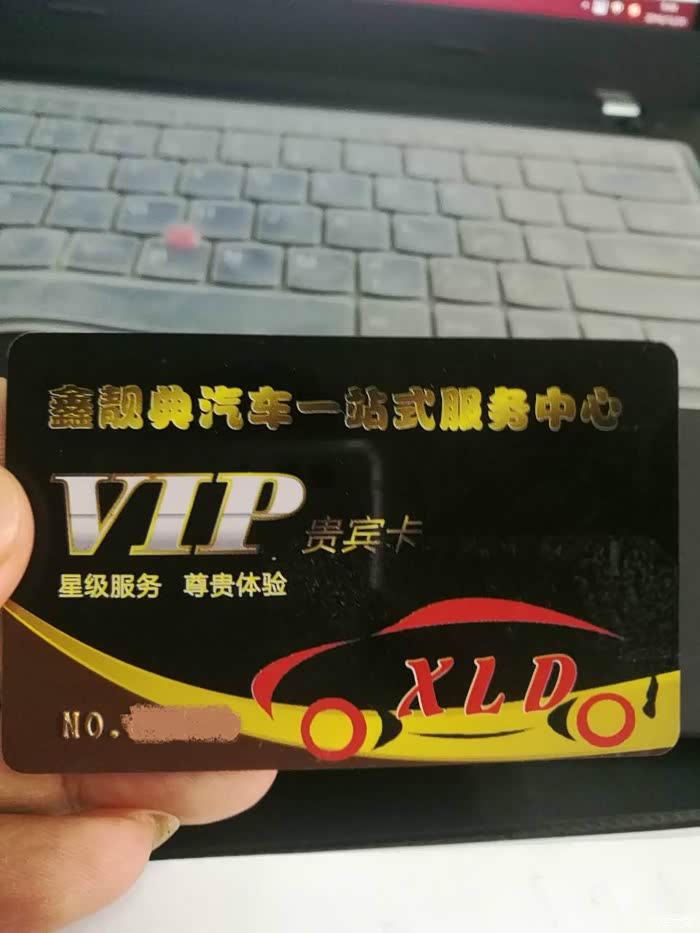 鑫靓典汽车一站式服务中心
VIP 贵宾卡
星级服务 尊贵体验
XLD
NO.